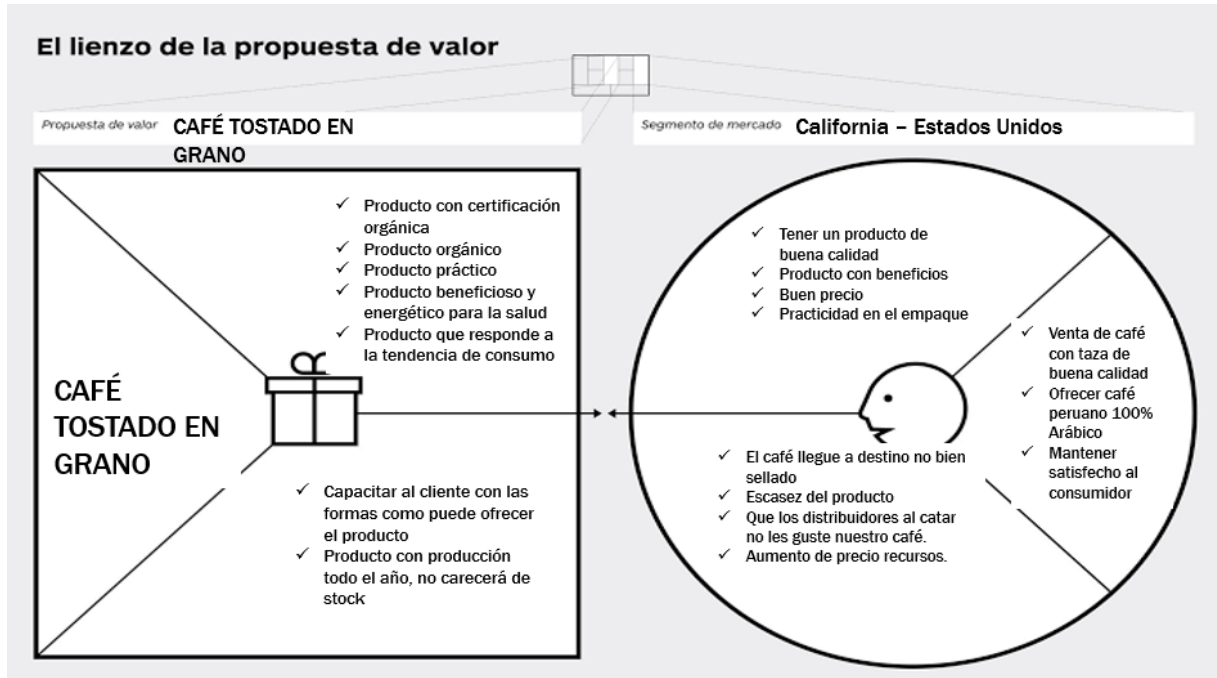 El lienzo de la propuesta de valor
Propuesta de valor CAFÉ TOSTADO EN
GRANO
Segmento de mercado California – Estados Unidos
✓ Producto con certificación
orgánica
✓ Producto orgánico
✓ Producto práctico
✓ Producto beneficioso y
energético para la salud
✓ Producto que responde a
la tendencia de consumo
CAFÉ
TOSTADO EN
GRANO
✓ Capacitar al cliente con las
formas como puede ofrecer
el producto
✓ Producto con producción
todo el año, no carecerá de
stock
✓ Tener un producto de
buena calidad
✓ Producto con beneficios
✓ Buen precio
✓ Practicidad en el empaque
✓ Venta de café
con taza de
buena calidad
✓ Ofrecer café
peruano 100%
Arábico
✓ Mantener
satisfecho al
consumidor
✓ El café llegue a destino no bien
sellado
✓ Escasez del producto
✓ Que los distribuidores al catar
no les guste nuestro café.
✓ Aumento de precio recursos.